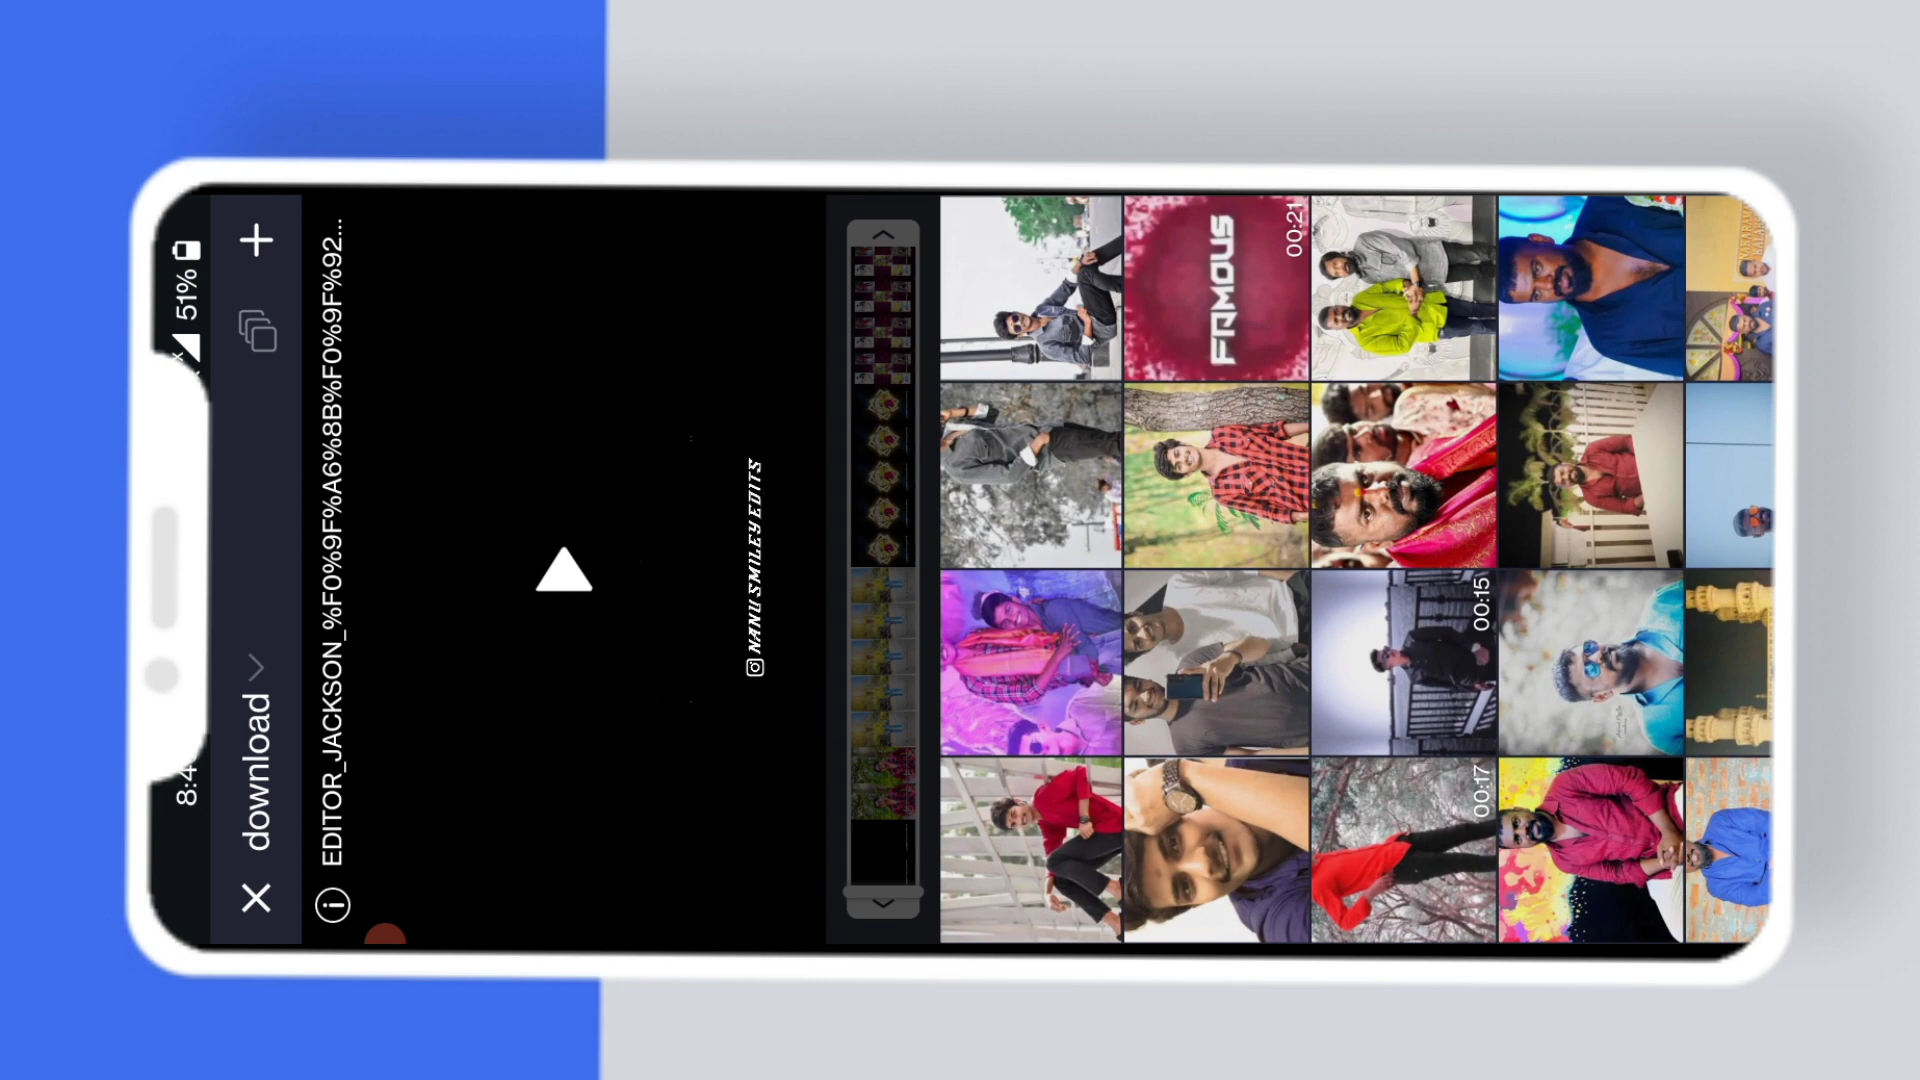 8:4
51%
download
EDITOR_JACKSON_%F0%9F%A6%8B%F0%9F%92...
NANU SMILEY EDITS
FAMOUS
00:21
00:15
00:17